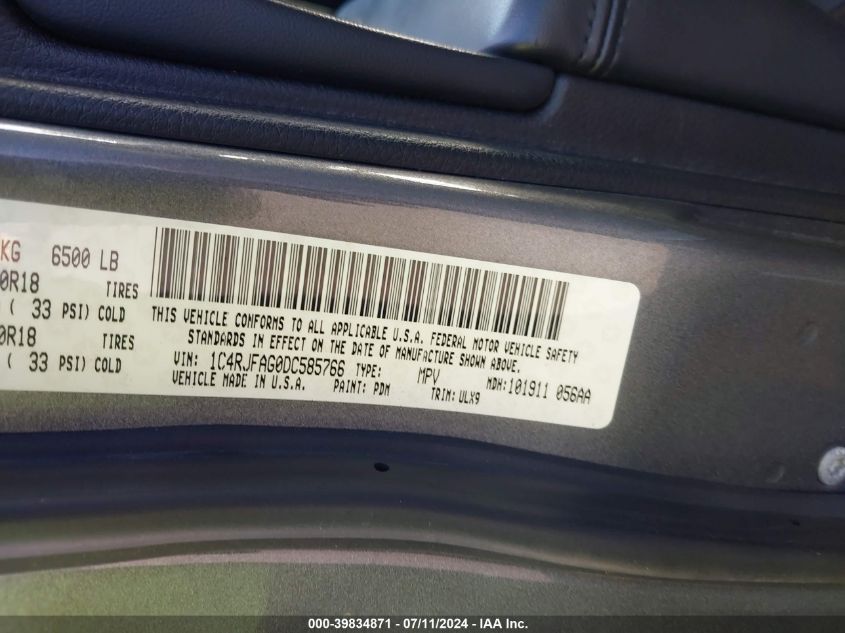 KG 6500 LB
0R18 TIRES
( 33 PSI) COLD
0R18
( 33 PSI) COLD
THIS VEHICLE CONFORMS TO ALL APPLICABLE U.S.A. FEDERAL MOTOR VEHICLE SAFETY
STANDARDS IN EFFECT ON THE DATE OF MANUFACTURE SHOWN ABOVE.
VIN: 1C4RJFAG0DC585766 TYPE: MPV MDH: 101911 056AA
VEHICLE MADE IN U.S.A. PAINT: PDM TRIM: ULX9
000-39834871 / 07/11/2024 - IAA Inc.